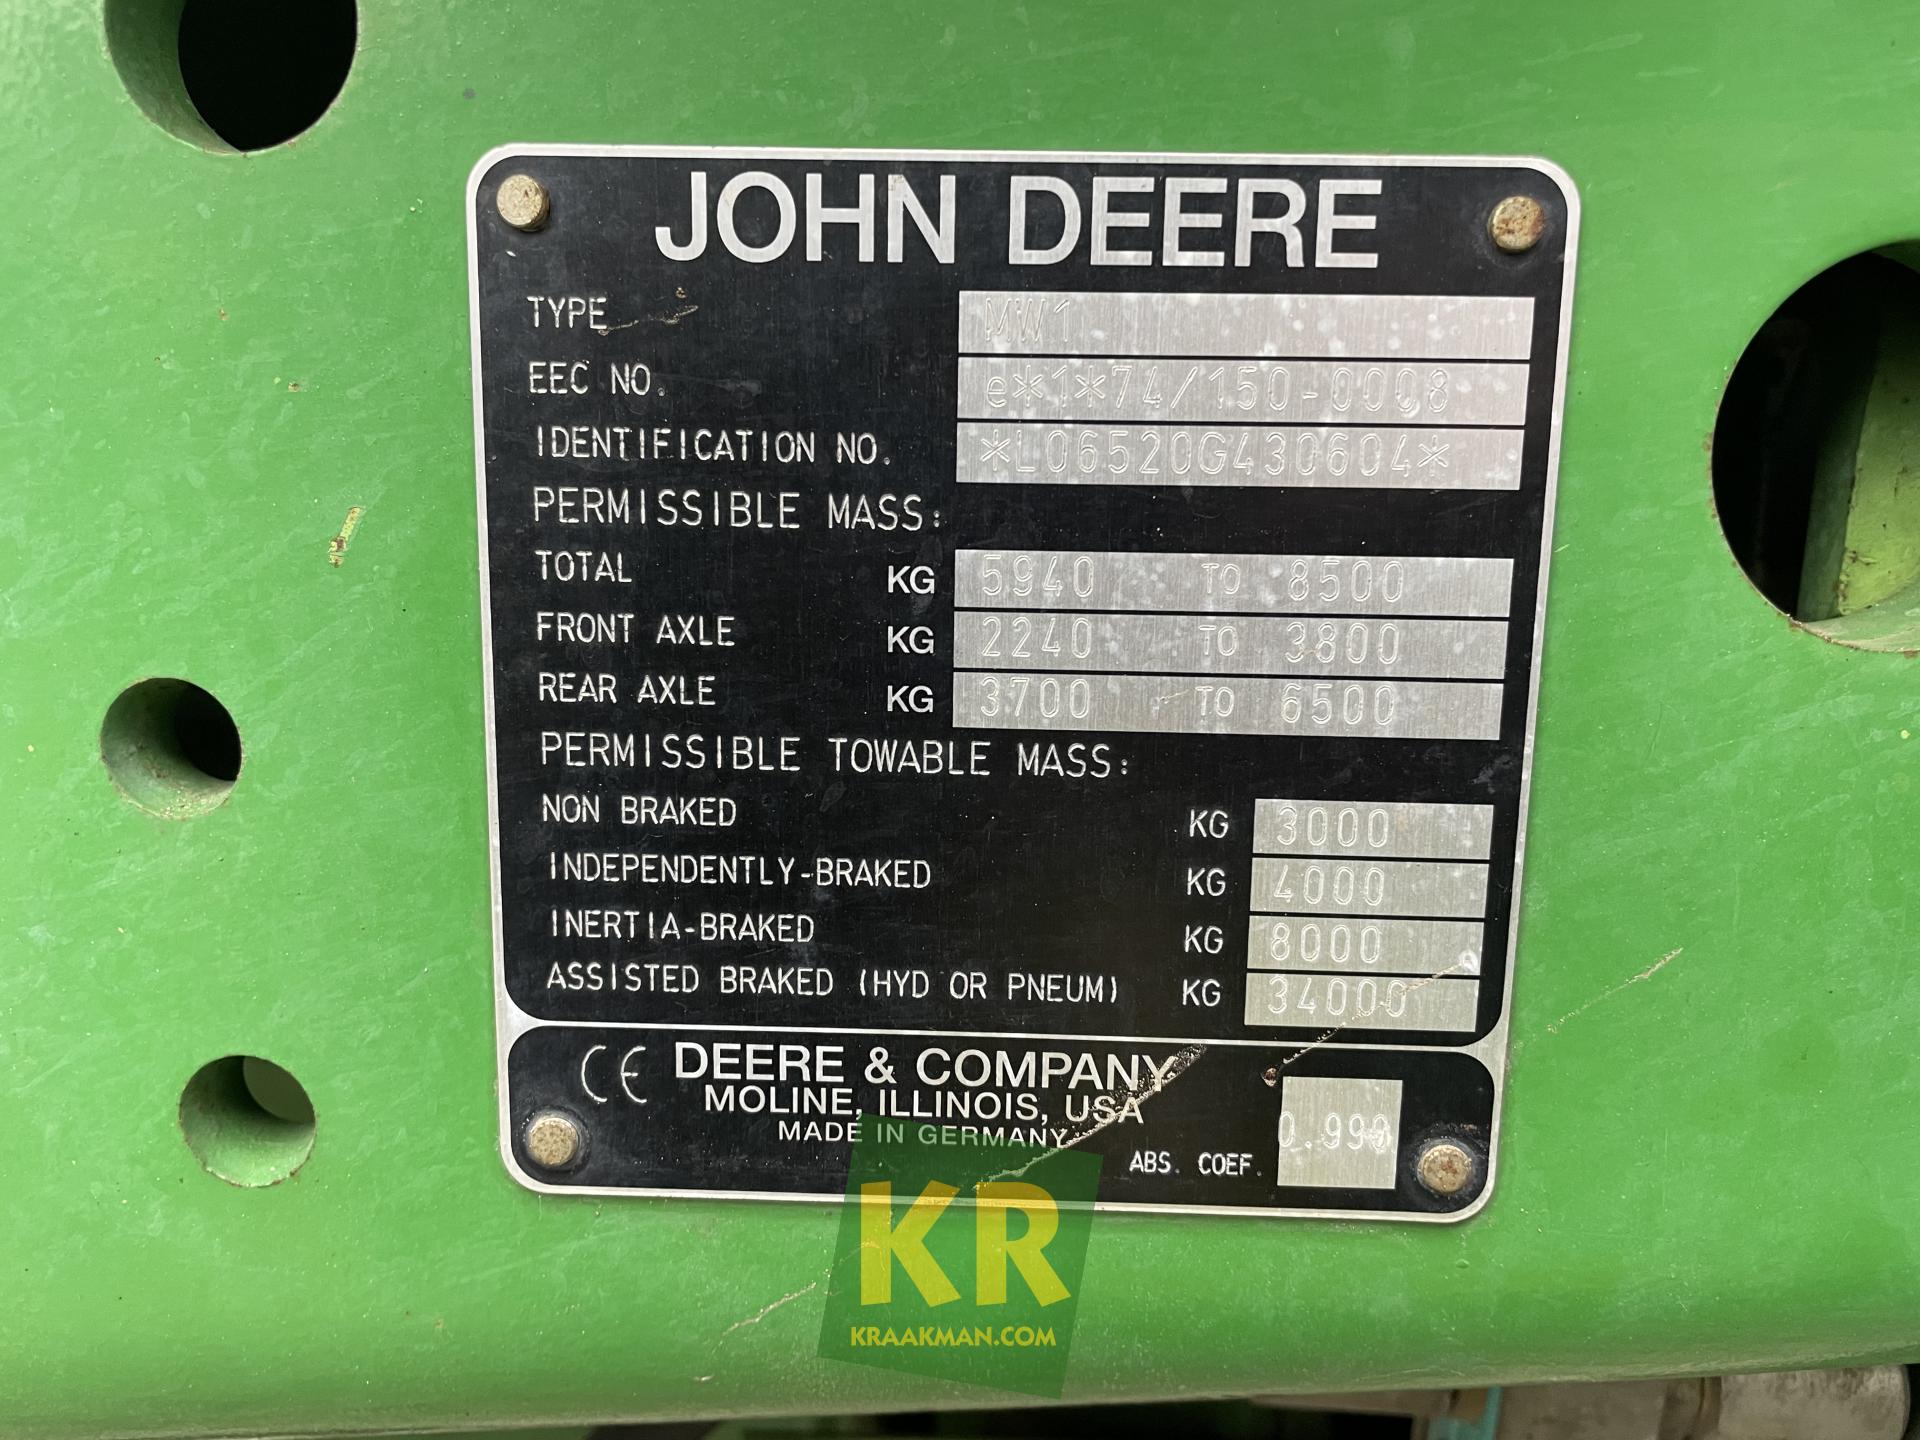 JOHN DEERE
TYPE MW1
EEC NO. e*1*74/150-0008
IDENTIFICATION NO. *L06520G430604*
PERMISSIBLE MASS:
TOTAL KG 5940 TO 8500
FRONT AXLE KG 2240 TO 3800
REAR AXLE KG 3700 TO 6500
PERMISSIBLE TOWABLE MASS:
NON BRAKED KG 3000
INDEPENDENTLY-BRAKED KG 4000
INERTIA-BRAKED KG 8000
ASSISTED BRAKED (HYD OR PNEUM) KG 34000
CE DEERE & COMPANY
MOLINE, ILLINOIS, USA
MADE IN GERMANY
ABS. COEF. 0.990
KR
KRAAKMAN.COM